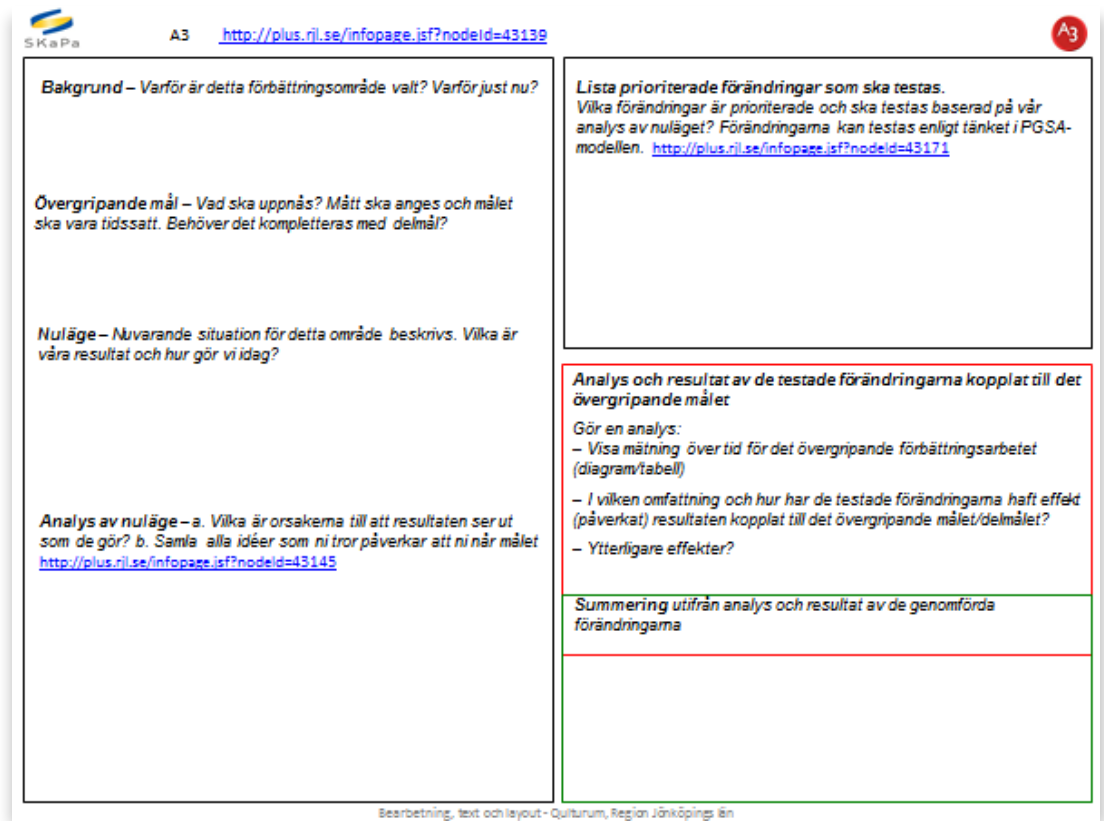 SKaPa
A3 http://plus.rjl.se/infopage.jsf?nodeId=43139
A3
Bakgrund – Varför är detta förbättringsområde valt? Varför just nu?
Övergripande mål – Vad ska uppnås? Mått ska anges och målet
ska vara tidssatt. Behöver det kompletteras med delmål?
Nuläge – Nuvarande situation för detta område beskrivs. Vilka är
våra resultat och hur gör vi idag?
Analys av nuläge – a. Vilka är orsakerna till att resultaten ser ut
som de gör? b. Samla alla idéer som ni tror påverkar att ni når målet
http://plus.rjl.se/infopage.jsf?nodeId=43145
Lista prioriterade förändringar som ska testas.
Vilka förändringar är prioriterade och ska testas baserad på vår
analys av nuläget? Förändringarna kan testas enligt tänket i PGSA-
modellen. http://plus.rjl.se/infopage.jsf?nodeId=43171
Analys och resultat av de testade förändringarna kopplat till det
övergripande målet
Gör en analys:
– Visa mätning över tid för det övergripande förbättringsarbetet
(diagram/tabell)
– I vilken omfattning och hur har de testade förändringarna haft effekt
(påverkat) resultaten kopplat till det övergripande målet/delmålet?
– Ytterligare effekter?
Summering utifrån analys och resultat av de genomförda
förändringarna
Bearbetning, text och layout - Qulturum, Region Jönköpings län